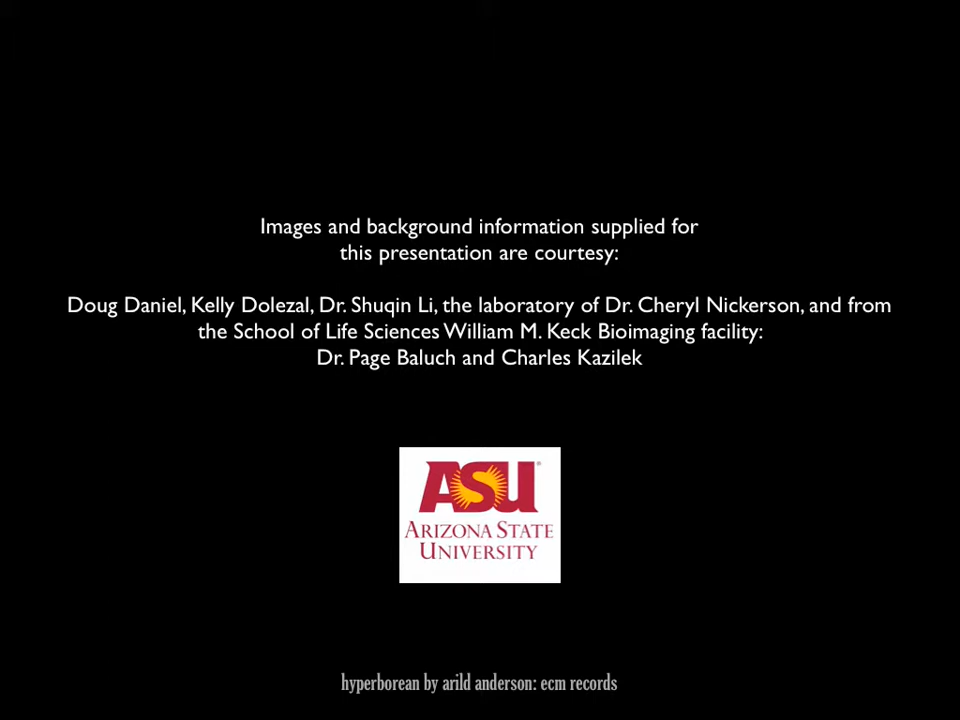 Images and background information supplied for
this presentation are courtesy:
Doug Daniel, Kelly Dolezal, Dr. Shuqin Li, the laboratory of Dr. Cheryl Nickerson, and from
the School of Life Sciences William M. Keck Bioimaging facility:
Dr. Page Baluch and Charles Kazilek
ASU®
ARIZONA STATE
UNIVERSITY
hyperborean by arild anderson: ecm records